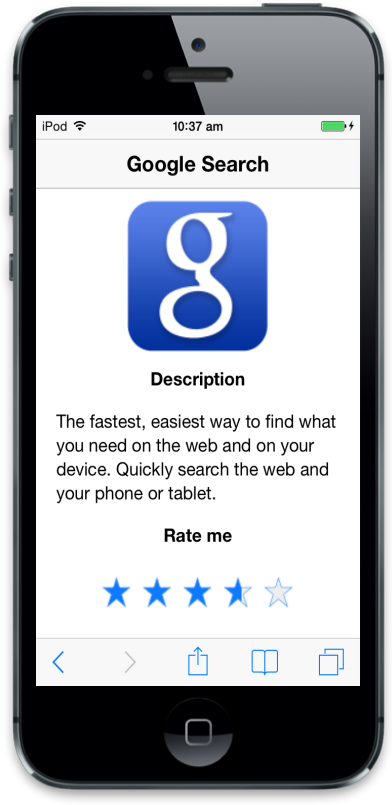 iPod 10:37 am
Google Search
g
Description
The fastest, easiest way to find what
you need on the web and on your
device. Quickly search the web and
your phone or tablet.
Rate me